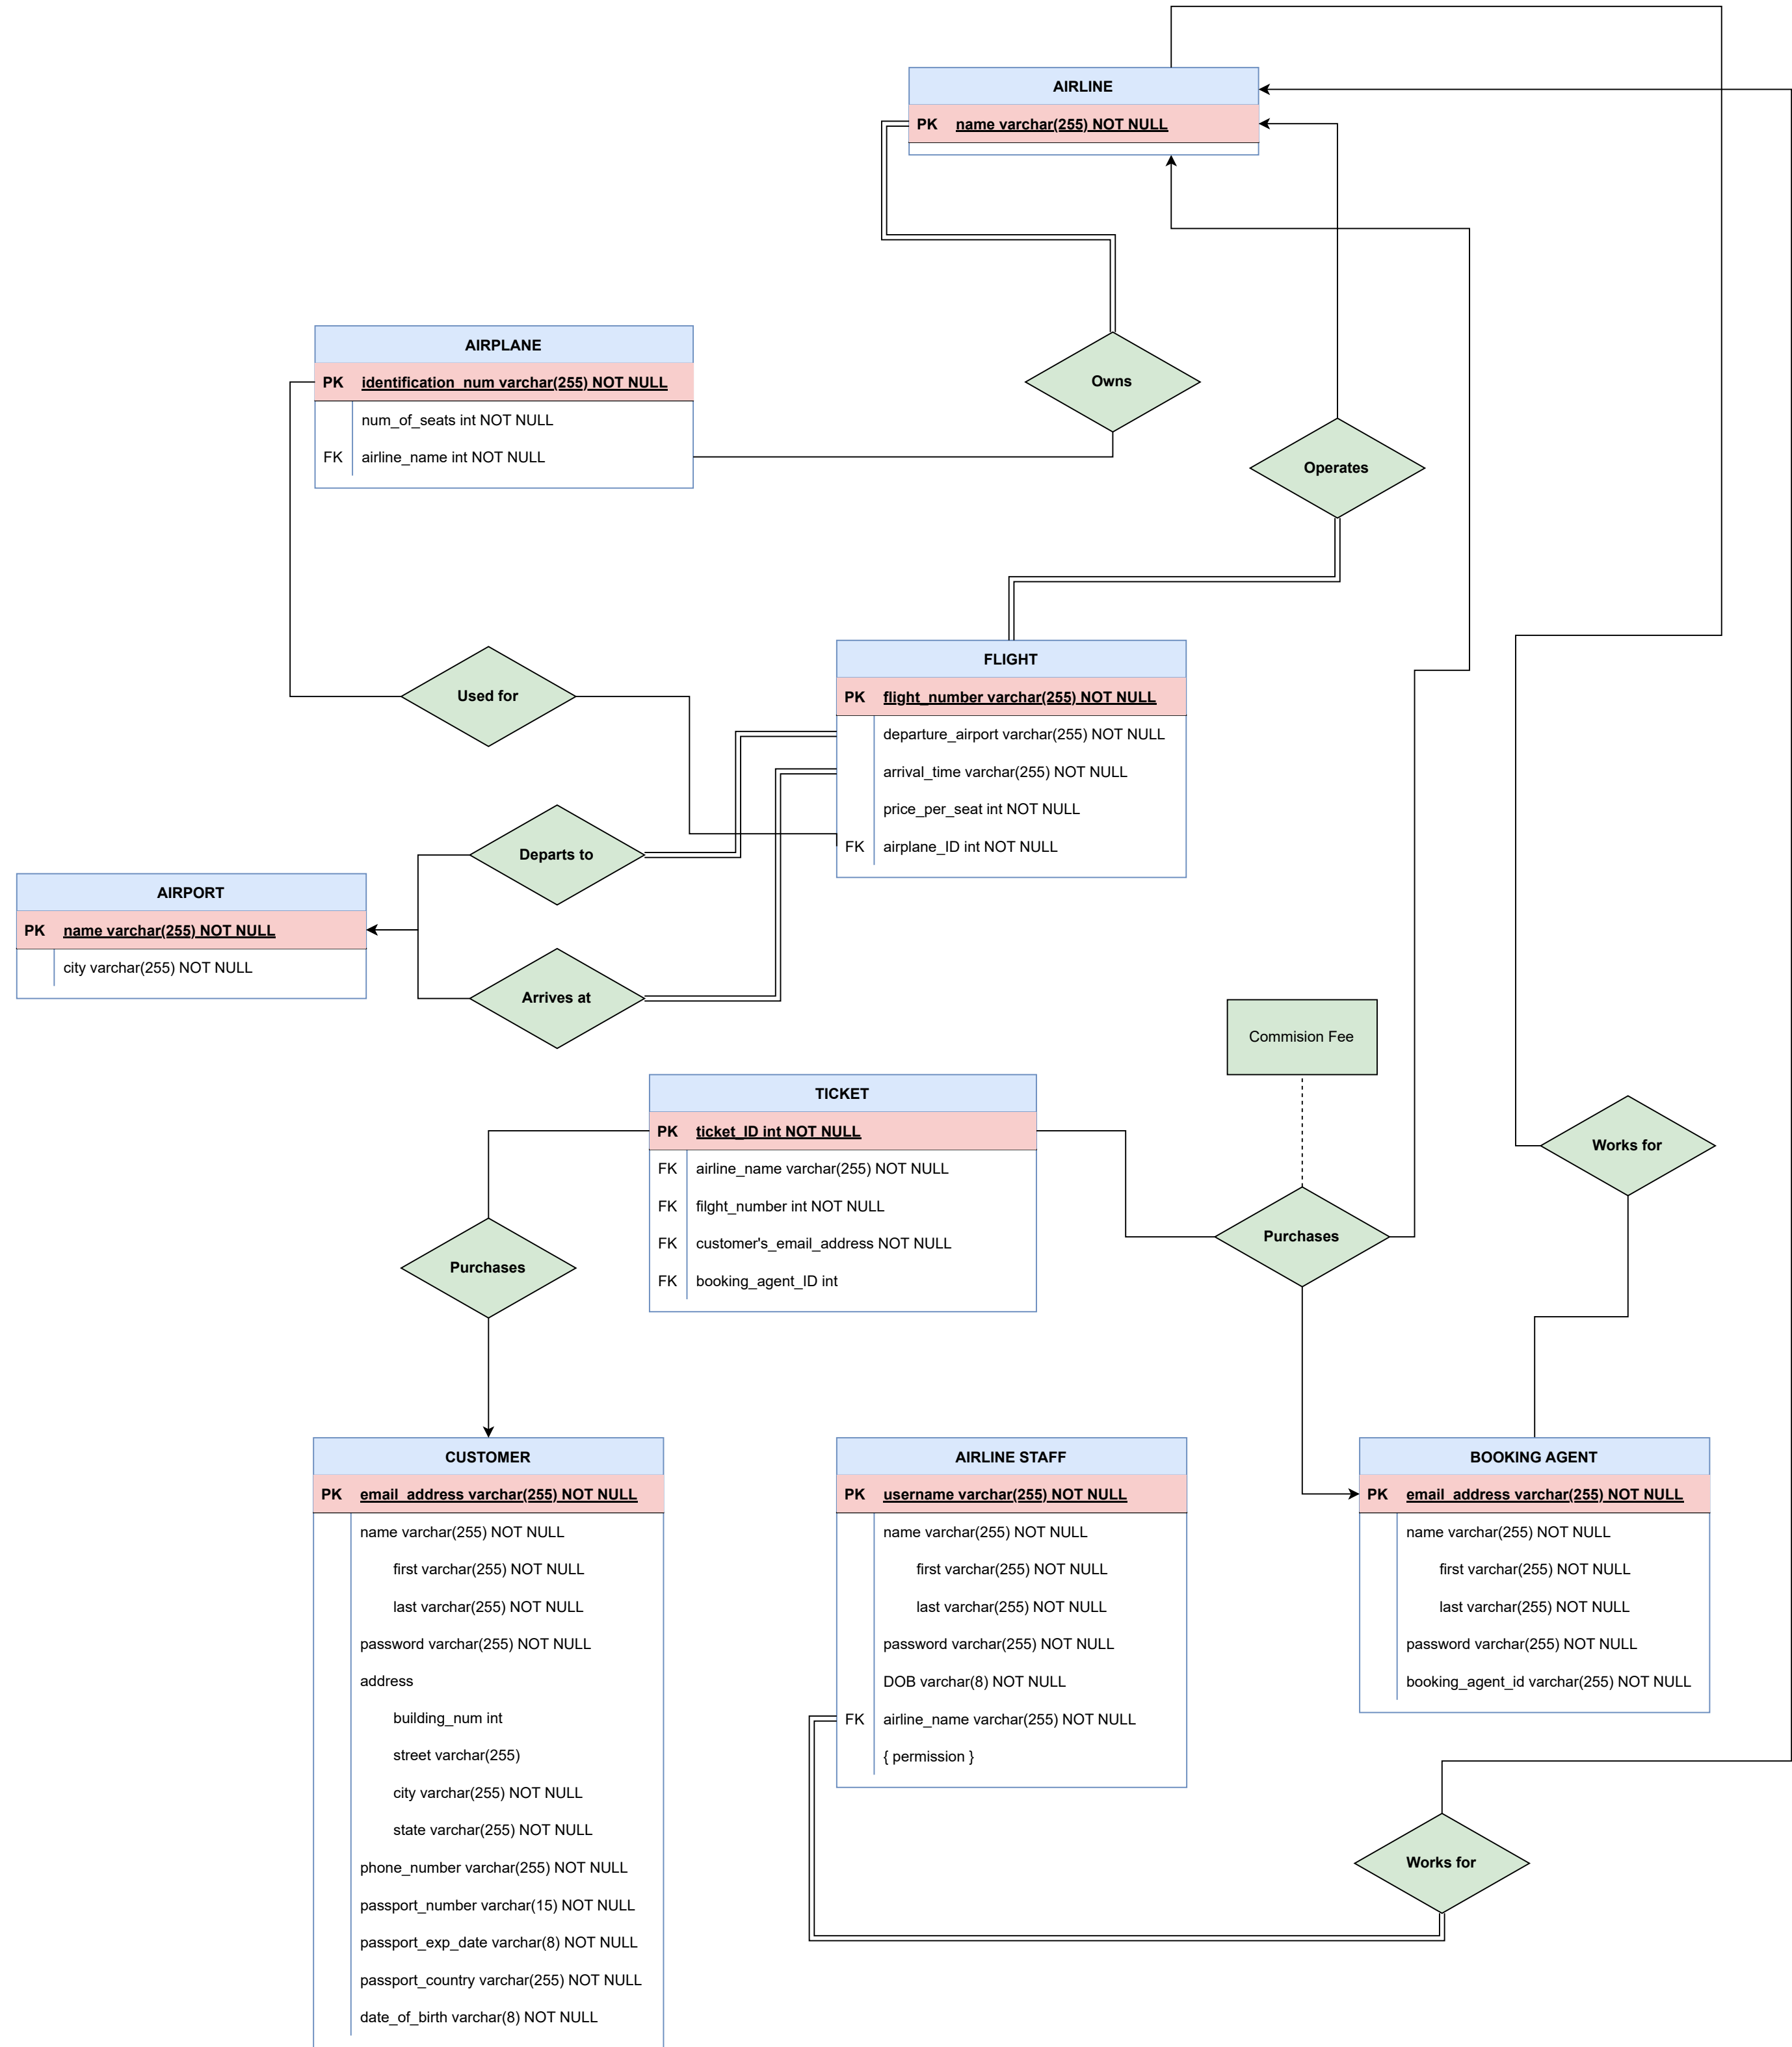 AIRLINE
PK name varchar(255) NOT NULL
AIRPLANE
PK identification_num varchar(255) NOT NULL
num_of_seats int NOT NULL
FK airline_name int NOT NULL
Owns
Operates
FLIGHT
PK flight_number varchar(255) NOT NULL
departure_airport varchar(255) NOT NULL
arrival_time varchar(255) NOT NULL
price_per_seat int NOT NULL
FK airplane_ID int NOT NULL
Used for
Departs to
AIRPORT
PK name varchar(255) NOT NULL
city varchar(255) NOT NULL
Arrives at
Commision Fee
TICKET
PK ticket_ID int NOT NULL
FK airline_name varchar(255) NOT NULL
FK filght_number int NOT NULL
FK customer's_email_address NOT NULL
FK booking_agent_ID int
Works for
Purchases
Purchases
CUSTOMER
PK email_address varchar(255) NOT NULL
name varchar(255) NOT NULL
first varchar(255) NOT NULL
last varchar(255) NOT NULL
password varchar(255) NOT NULL
address
building_num int
street varchar(255)
city varchar(255) NOT NULL
state varchar(255) NOT NULL
phone_number varchar(255) NOT NULL
passport_number varchar(15) NOT NULL
passport_exp_date varchar(8) NOT NULL
passport_country varchar(255) NOT NULL
date_of_birth varchar(8) NOT NULL
AIRLINE STAFF
PK username varchar(255) NOT NULL
name varchar(255) NOT NULL
first varchar(255) NOT NULL
last varchar(255) NOT NULL
password varchar(255) NOT NULL
DOB varchar(8) NOT NULL
FK airline_name varchar(255) NOT NULL
{ permission }
BOOKING AGENT
PK email_address varchar(255) NOT NULL
name varchar(255) NOT NULL
first varchar(255) NOT NULL
last varchar(255) NOT NULL
password varchar(255) NOT NULL
booking_agent_id varchar(255) NOT NULL
Works for